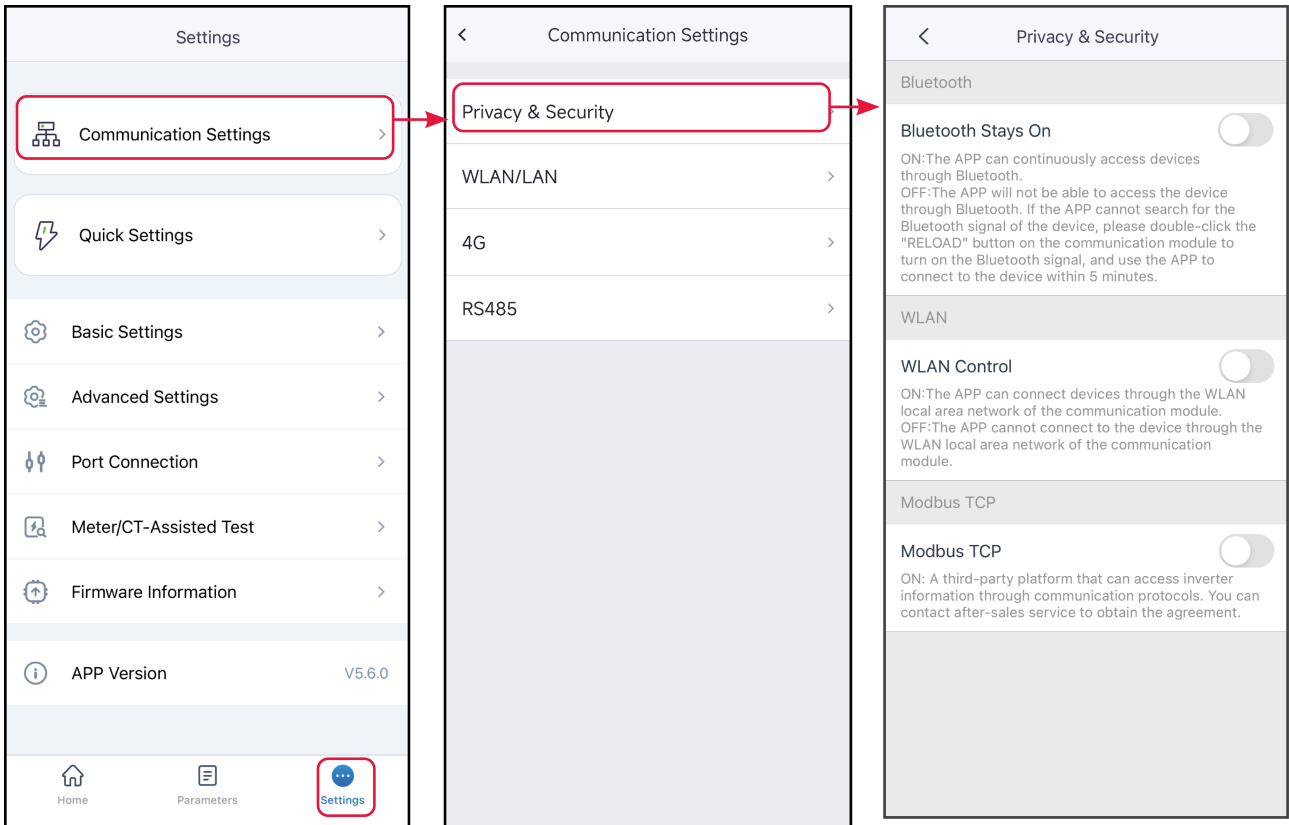 Settings
Communication Settings
Quick Settings
Basic Settings
Advanced Settings
Port Connection
Meter/CT-Assisted Test
Firmware Information
APP Version
V5.6.0
Home
Parameters
Settings
Communication Settings
Privacy & Security
WLAN/LAN
4G
RS485
Privacy & Security
Bluetooth
Bluetooth Stays On
ON:The APP can continuously access devices
through Bluetooth.
OFF:The APP will not be able to access the device
through Bluetooth. If the APP cannot search for the
Bluetooth signal of the device, please double-click the
"RELOAD" button on the communication module to
turn on the Bluetooth signal, and use the APP to
connect to the device within 5 minutes.
WLAN
WLAN Control
ON:The APP can connect devices through the WLAN
local area network of the communication module.
OFF:The APP cannot connect to the device through the
WLAN local area network of the communication
module.
Modbus TCP
Modbus TCP
ON: A third-party platform that can access inverter
information through communication protocols. You can
contact after-sales service to obtain the agreement.